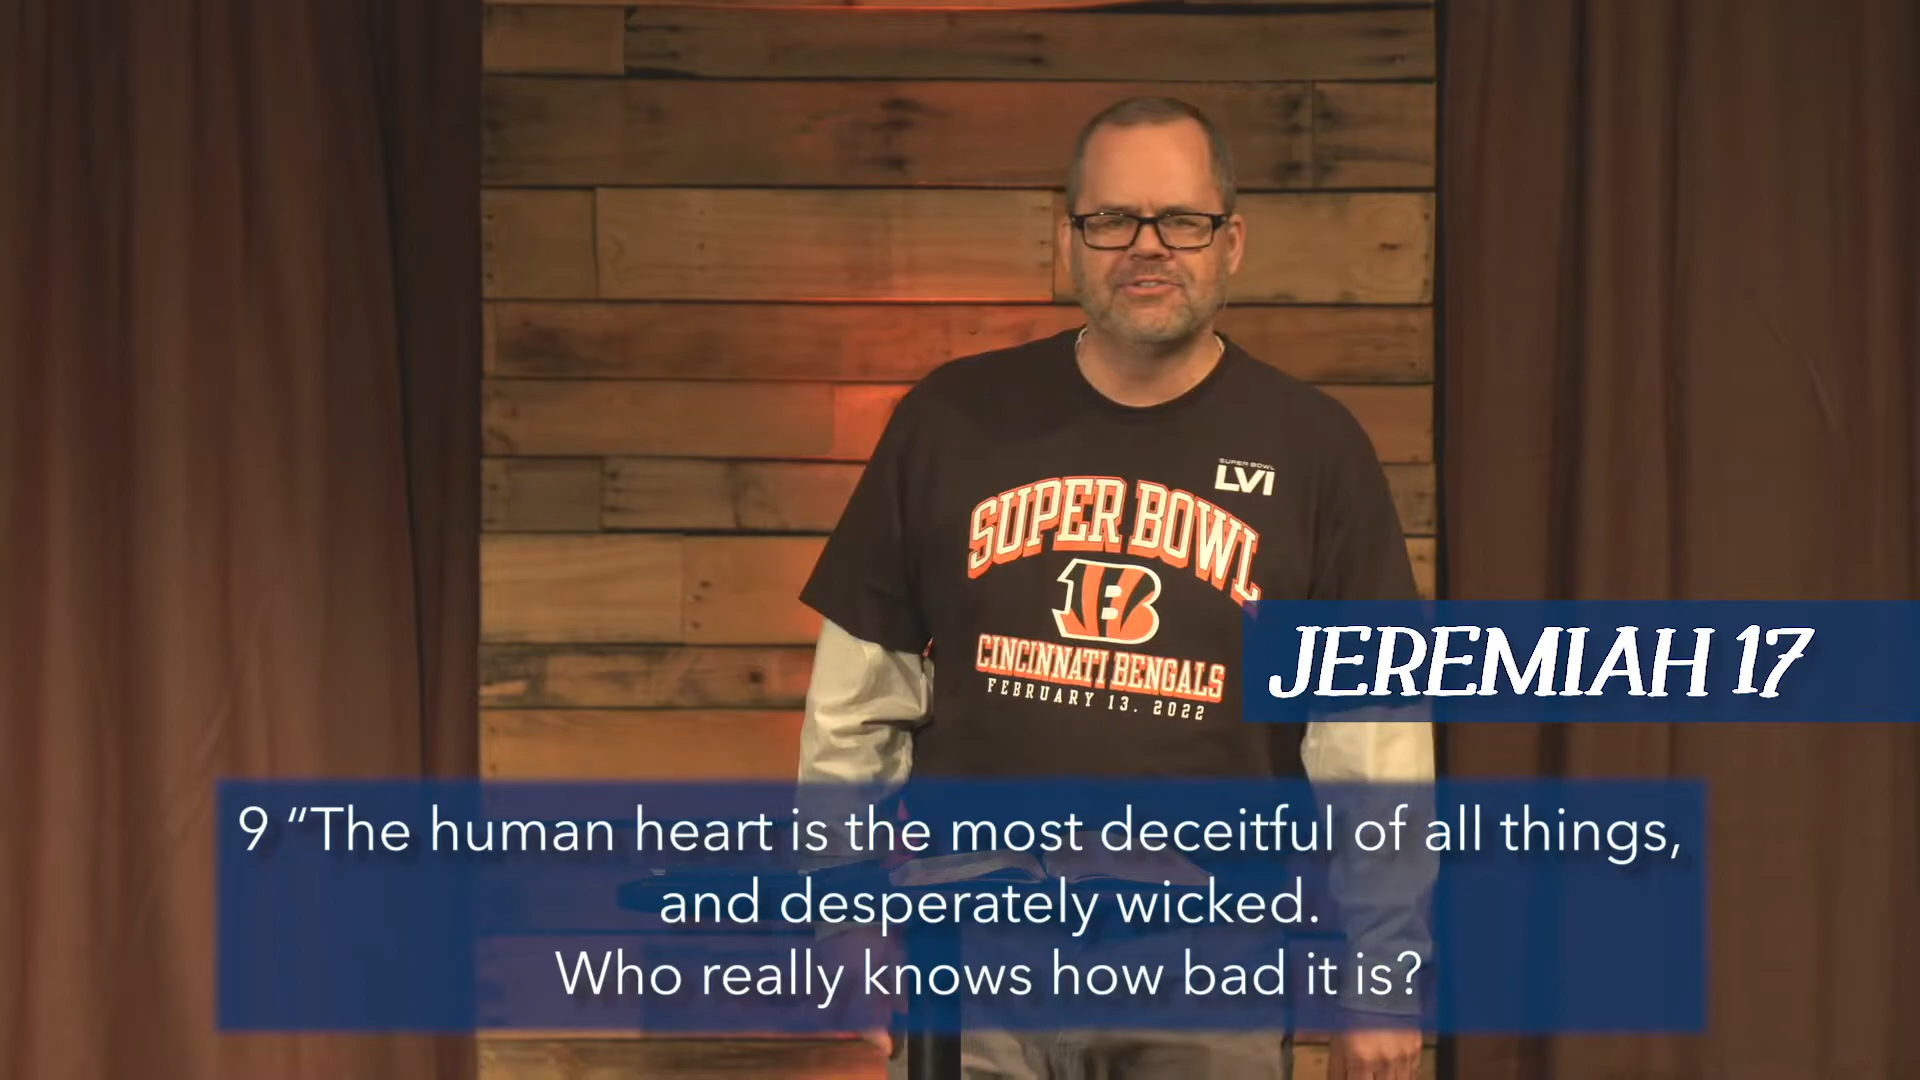 SUPER BOWL
LVI
SUPER BOWL
B
CINCINNATI BENGALS
FEBRUARY 13. 2022
JEREMIAH 17
9 “The human heart is the most deceitful of all things,
and desperately wicked.
Who really knows how bad it is?